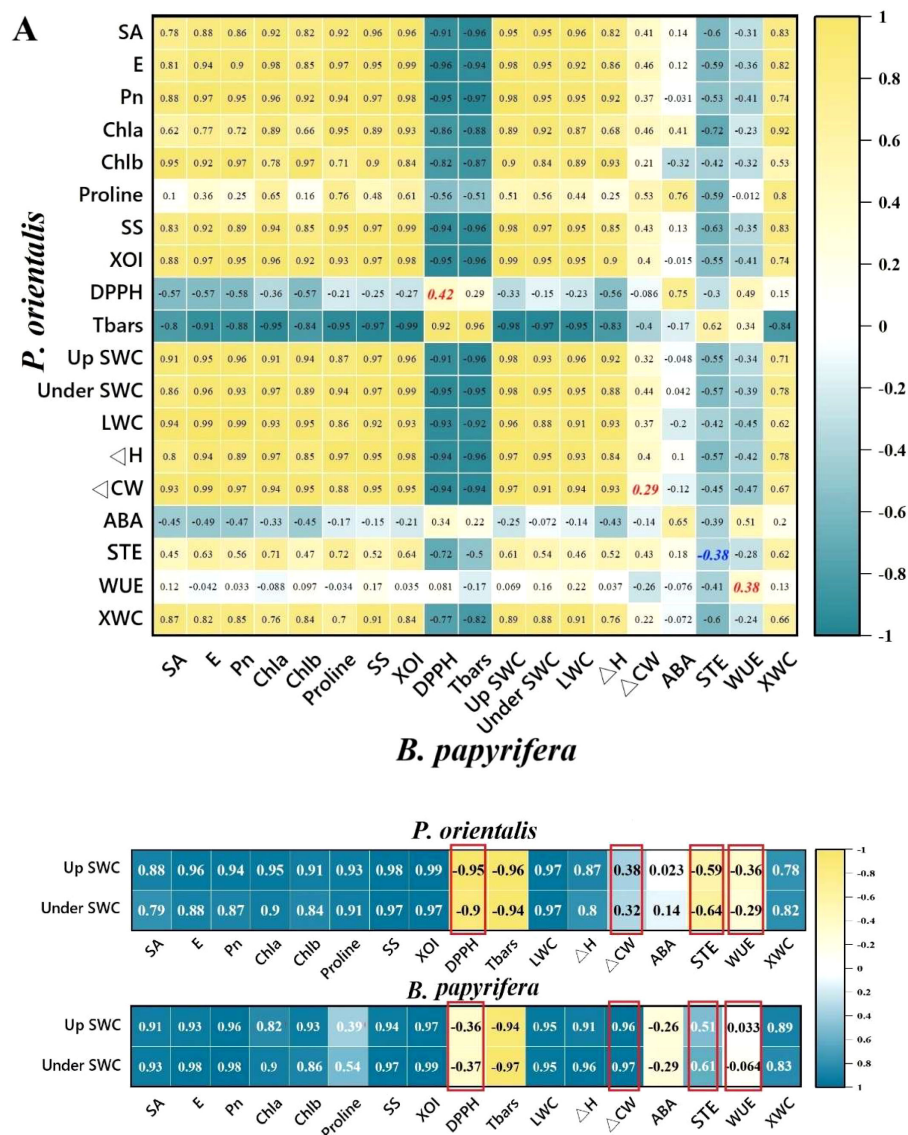 A
SA 0.78 0.88 0.86 0.92 0.82 0.92 0.96 0.96 -0.91 -0.96 0.95 0.95 0.96 0.82 0.41 0.14 -0.6 -0.31 0.83 1
E 0.81 0.94 0.9 0.98 0.85 0.97 0.95 0.99 -0.96 -0.94 0.98 0.95 0.92 0.86 0.46 0.12 -0.59 -0.36 0.82 0.8
Pn 0.88 0.97 0.95 0.96 0.92 0.94 0.97 0.98 -0.95 -0.97 0.98 0.95 0.95 0.92 0.37 -0.031 -0.53 -0.41 0.74
Chla 0.62 0.77 0.72 0.89 0.66 0.95 0.89 0.93 -0.86 -0.88 0.89 0.92 0.87 0.68 0.46 0.41 -0.72 -0.23 0.92 0.6
Chlb 0.95 0.92 0.97 0.78 0.97 0.71 0.9 0.84 -0.82 -0.87 0.9 0.84 0.89 0.93 0.21 -0.32 -0.42 -0.32 0.53
Proline 0.1 0.36 0.25 0.65 0.16 0.76 0.48 0.61 -0.56 -0.51 0.51 0.56 0.44 0.25 0.53 0.76 -0.59 -0.012 0.8 0.4
SS 0.83 0.92 0.89 0.94 0.85 0.95 0.97 0.99 -0.94 -0.96 0.98 0.97 0.95 0.84 0.43 0.13 -0.63 -0.35 0.83
XOI 0.88 0.97 0.95 0.96 0.92 0.93 0.97 0.98 -0.95 -0.96 0.99 0.95 0.95 0.9 0.4 -0.015 -0.55 -0.41 0.74 0.2
DPPH -0.57 -0.57 -0.58 -0.36 -0.57 -0.21 -0.25 -0.27 0.42 0.29 -0.33 -0.15 -0.23 -0.56 -0.086 0.75 -0.3 0.49 0.15
Tbars -0.8 -0.91 -0.88 -0.95 -0.84 -0.95 -0.97 -0.99 0.92 0.96 -0.98 -0.97 -0.95 -0.83 -0.4 -0.17 0.62 0.34 -0.84 0
Up SWC 0.91 0.95 0.96 0.91 0.94 0.87 0.97 0.96 -0.91 -0.96 0.98 0.93 0.96 0.92 0.32 -0.048 -0.55 -0.34 0.71
Under SWC 0.86 0.96 0.93 0.97 0.89 0.94 0.97 0.99 -0.95 -0.95 0.98 0.95 0.95 0.88 0.44 0.042 -0.57 -0.39 0.78 -0.2
LWC 0.94 0.99 0.99 0.93 0.95 0.86 0.92 0.93 -0.93 -0.92 0.96 0.88 0.91 0.94 0.37 -0.2 -0.42 -0.45 0.62 -0.4
△H 0.8 0.94 0.89 0.97 0.85 0.97 0.95 0.98 -0.94 -0.96 0.97 0.95 0.93 0.84 0.4 0.1 -0.57 -0.42 0.78
△CW 0.93 0.99 0.97 0.94 0.95 0.88 0.95 0.95 -0.94 -0.94 0.97 0.91 0.94 0.93 0.29 -0.12 -0.45 -0.47 0.67 -0.6
ABA -0.45 -0.49 -0.47 -0.33 -0.45 -0.17 -0.15 -0.21 0.34 0.22 -0.25 -0.072 -0.14 -0.43 -0.14 0.65 -0.39 0.51 0.2
STE 0.45 0.63 0.56 0.71 0.47 0.72 0.52 0.64 -0.72 -0.5 0.61 0.54 0.46 0.52 0.43 0.18 -0.38 -0.28 0.62 -0.8
WUE 0.12 -0.042 0.033 -0.088 0.097 -0.034 0.17 0.035 0.081 -0.17 0.069 0.16 0.22 0.037 -0.26 -0.076 -0.41 0.38 0.13
XWC 0.87 0.82 0.85 0.76 0.84 0.7 0.91 0.84 -0.77 -0.82 0.89 0.88 0.91 0.76 0.22 -0.072 -0.6 -0.24 0.66 -1
P. orientalis
SA E Pn Chla Chlb Proline SS XOI DPPH Tbars Up SWC Under SWC LWC △H △CW ABA STE WUE XWC
B. papyrifera
P. orientalis
Up SWC 0.88 0.96 0.94 0.95 0.91 0.93 0.98 0.99 -0.95 -0.96 0.97 0.87 0.38 0.023 -0.59 -0.36 0.78
Under SWC 0.79 0.88 0.87 0.9 0.84 0.91 0.97 0.97 -0.9 -0.94 0.97 0.8 0.32 0.14 -0.64 -0.29 0.82
SA E Pn Chla Chlb Proline SS XOI DPPH Tbars LWC △H △CW ABA STE WUE XWC
B. papyrifera
Up SWC 0.91 0.93 0.96 0.82 0.93 0.39 0.94 0.97 -0.36 -0.94 0.95 0.91 0.96 -0.26 0.51 0.033 0.89
Under SWC 0.93 0.98 0.98 0.9 0.86 0.54 0.97 0.99 -0.37 -0.97 0.95 0.96 0.97 -0.29 0.61 -0.064 0.83
SA E Pn Chla Chlb Proline SS XOI DPPH Tbars LWC △H △CW ABA STE WUE XWC
-1
-0.8
-0.6
-0.4
-0.2
0
0.2
0.4
0.6
0.8
1